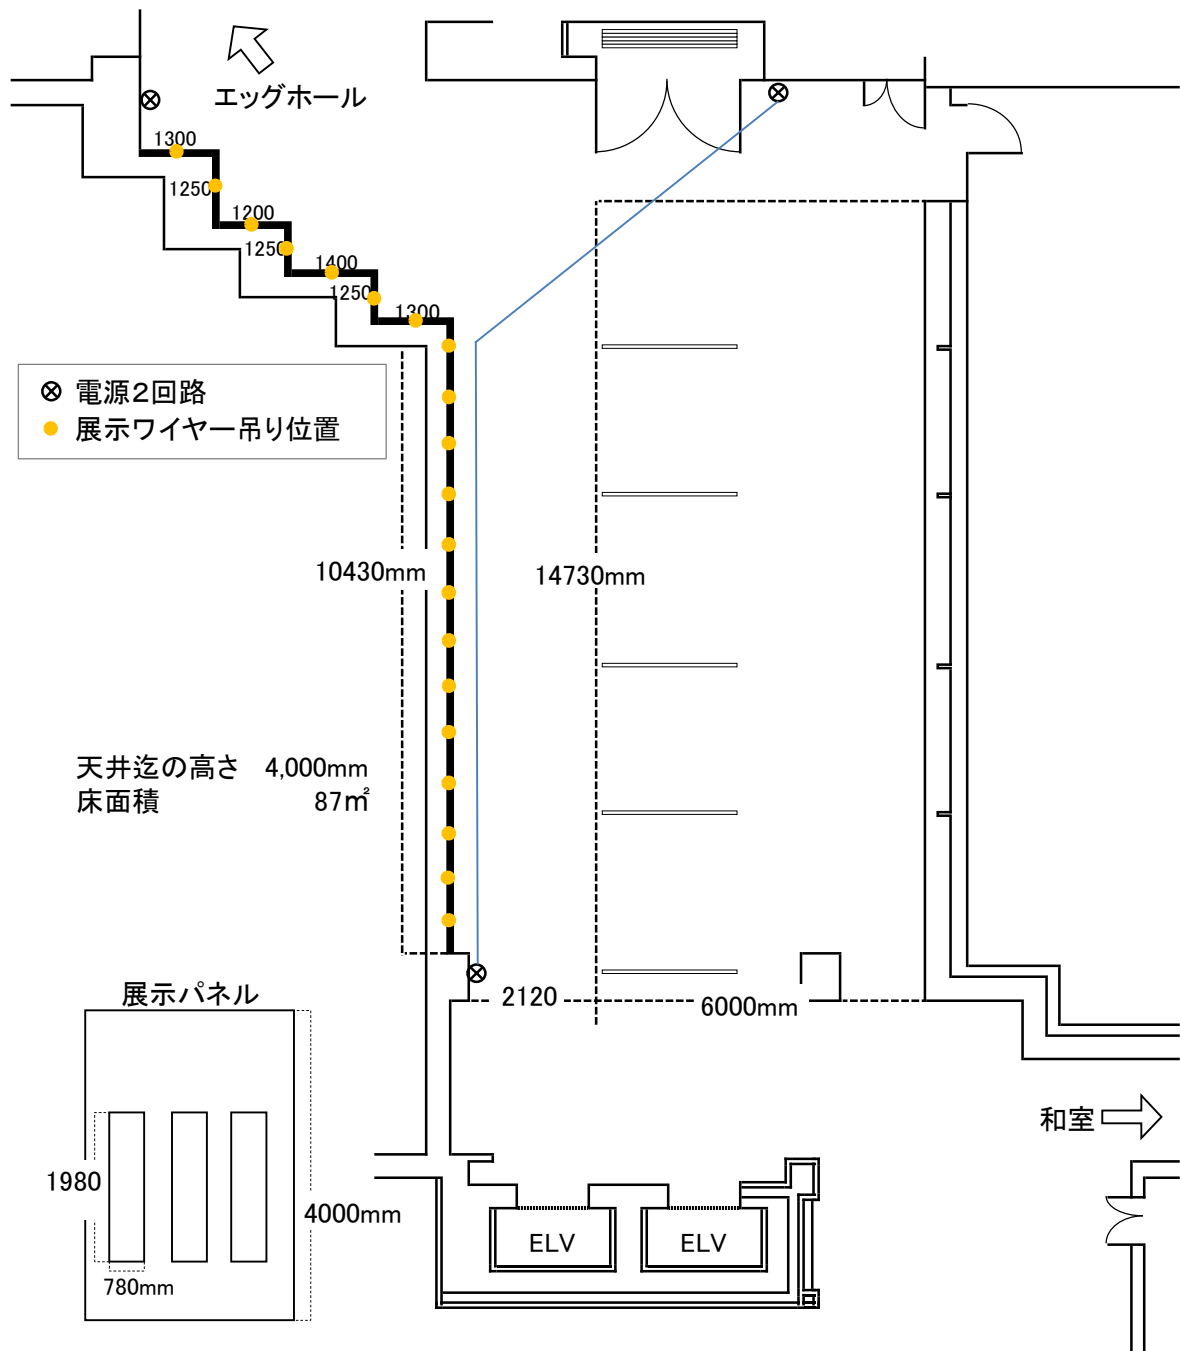 エッグホール
1300
1250
1200
1250
1400
1250
1300
電源2回路
展示ワイヤー吊り位置
10430mm
14730mm
天井迄の高さ 4,000mm
床面積 87㎡
展示パネル
2120
6000mm
和室
1980
4000mm
780mm
ELV
ELV